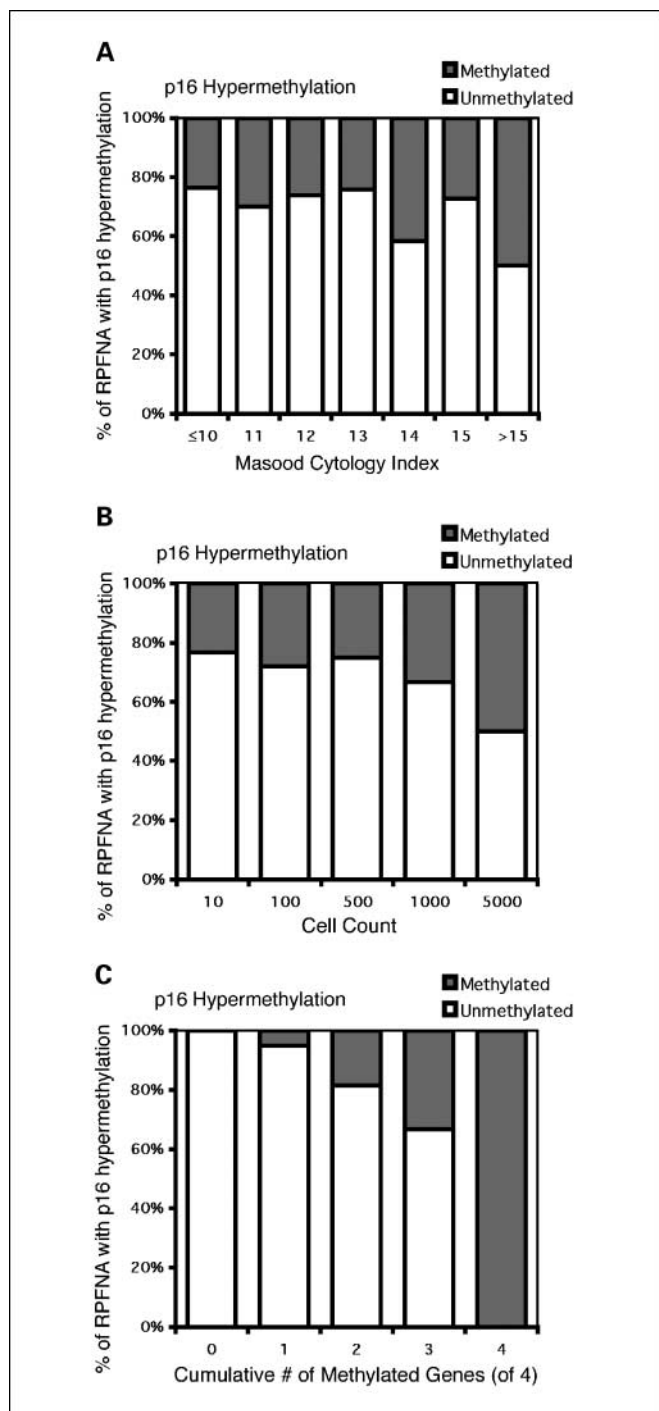 A
p16 Hypermethylation
Methylated
Unmethylated
% of RPFNA with p16 hypermethylation
100%
80%
60%
40%
20%
0%
≤10 11 12 13 14 15 >15
Masood Cytology Index
B
p16 Hypermethylation
Methylated
Unmethylated
% of RPFNA with p16 hypermethylation
100%
80%
60%
40%
20%
0%
10 100 500 1000 5000
Cell Count
C
p16 Hypermethylation
Methylated
Unmethylated
% of RPFNA with p16 hypermethylation
100%
80%
60%
40%
20%
0%
0 1 2 3 4
Cumulative # of Methylated Genes (of 4)